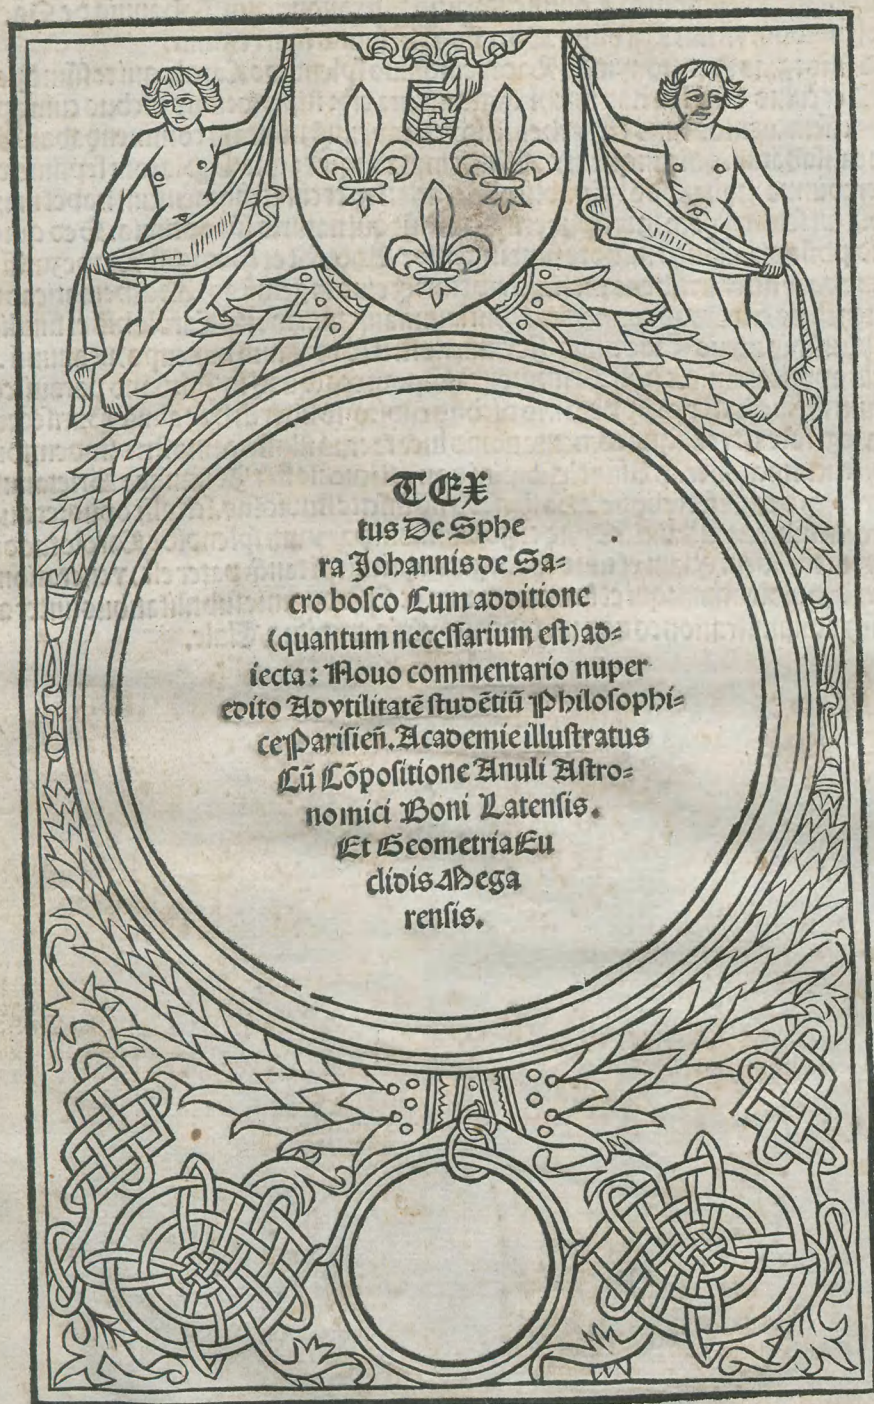 TEX
tus De Sphe
ra Johannis de Sa⸗
cro bosco Cum additione
(quantum necessarium est) ad⸗
iecta: Nouo commentario nuper
edito Ad vtilitatē studētiū Philosophi⸗
ce Parisien̄. Academie illustratus
Cū Cōpositione Anuli Astro⸗
nomici Boni Latensis.
Et Geometria Eu
clidis Mega
rensis.